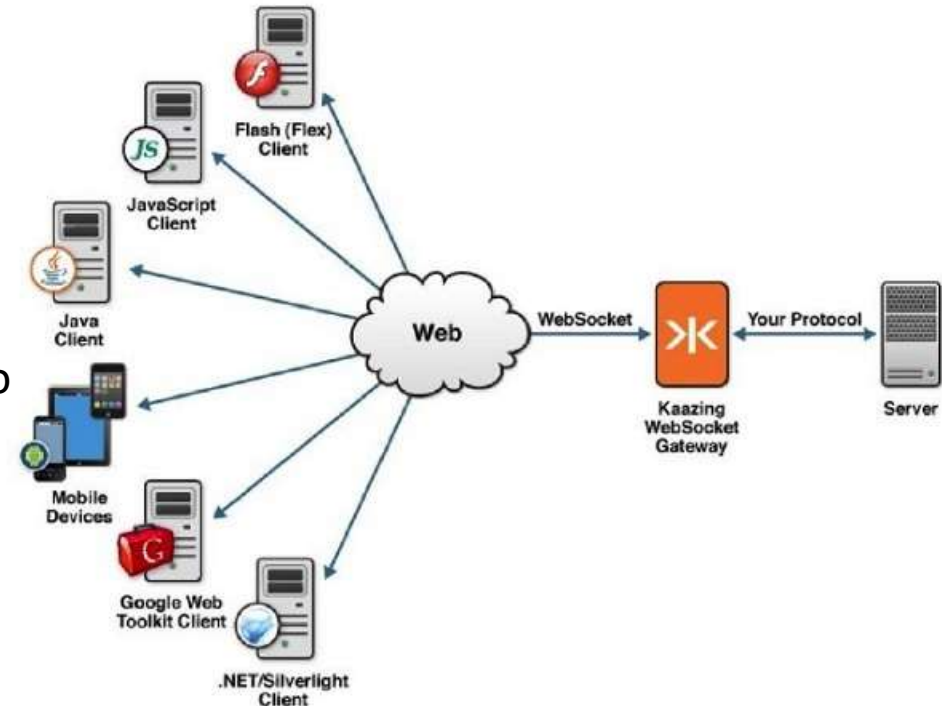 Flash (Flex)
Client
JS
JavaScript
Client
Java
Client
Web
WebSocket
Your Protocol
Kaazing
WebSocket
Gateway
Server
Mobile
Devices
G
Google Web
Toolkit Client
.NET/Silverlight
Client